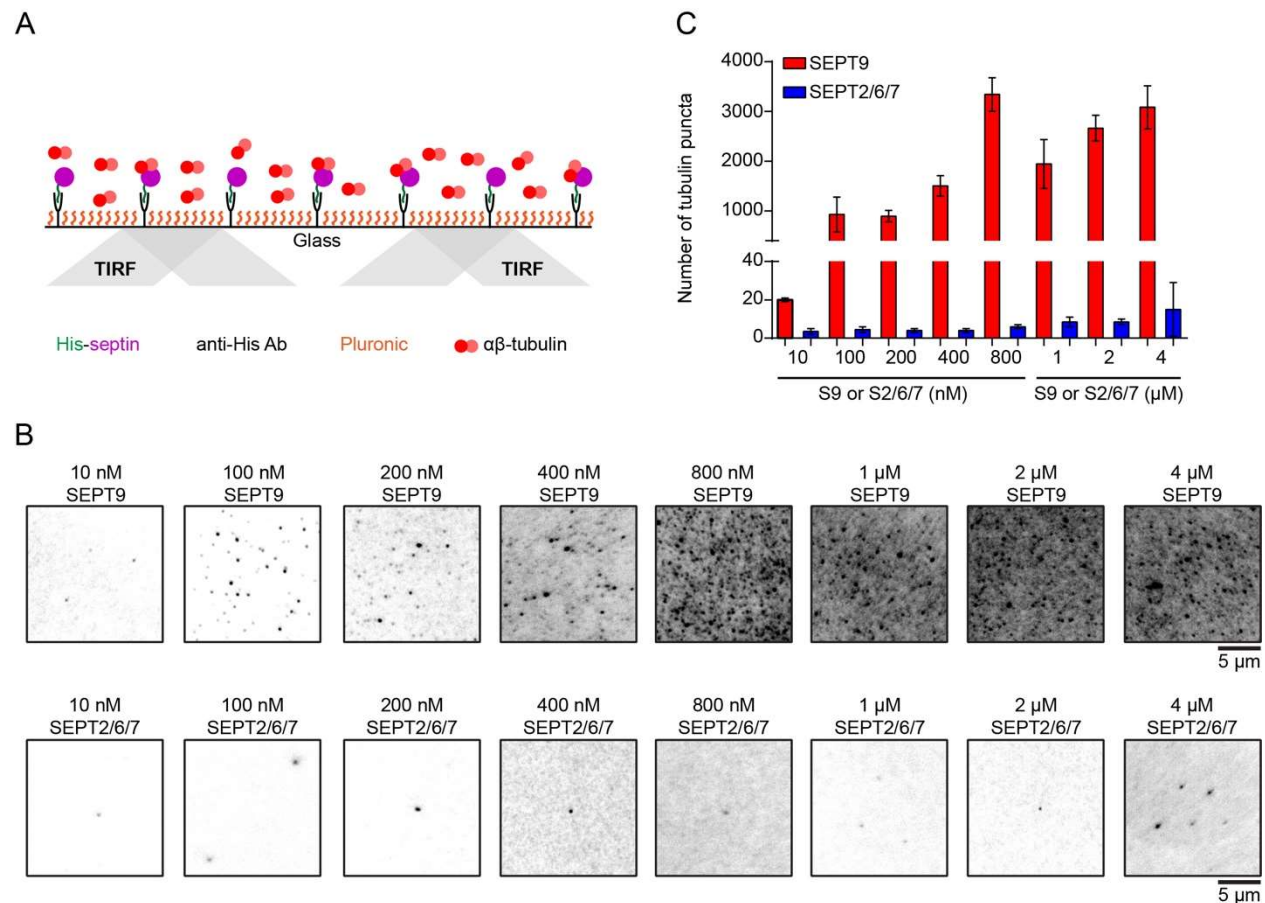 A
Glass
TIRF TIRF
His-septin anti-His Ab Pluronic αβ-tubulin
C
Number of tubulin puncta
4000
3000
2000
1000
40
20
0
SEPT9
SEPT2/6/7
10 100 200 400 800 1 2 4
S9 or S2/6/7 (nM) S9 or S2/6/7 (µM)
B
10 nM 100 nM 200 nM 400 nM 800 nM 1 µM 2 µM 4 µM
SEPT9 SEPT9 SEPT9 SEPT9 SEPT9 SEPT9 SEPT9 SEPT9
5 µm
10 nM 100 nM 200 nM 400 nM 800 nM 1 µM 2 µM 4 µM
SEPT2/6/7 SEPT2/6/7 SEPT2/6/7 SEPT2/6/7 SEPT2/6/7 SEPT2/6/7 SEPT2/6/7 SEPT2/6/7
5 µm